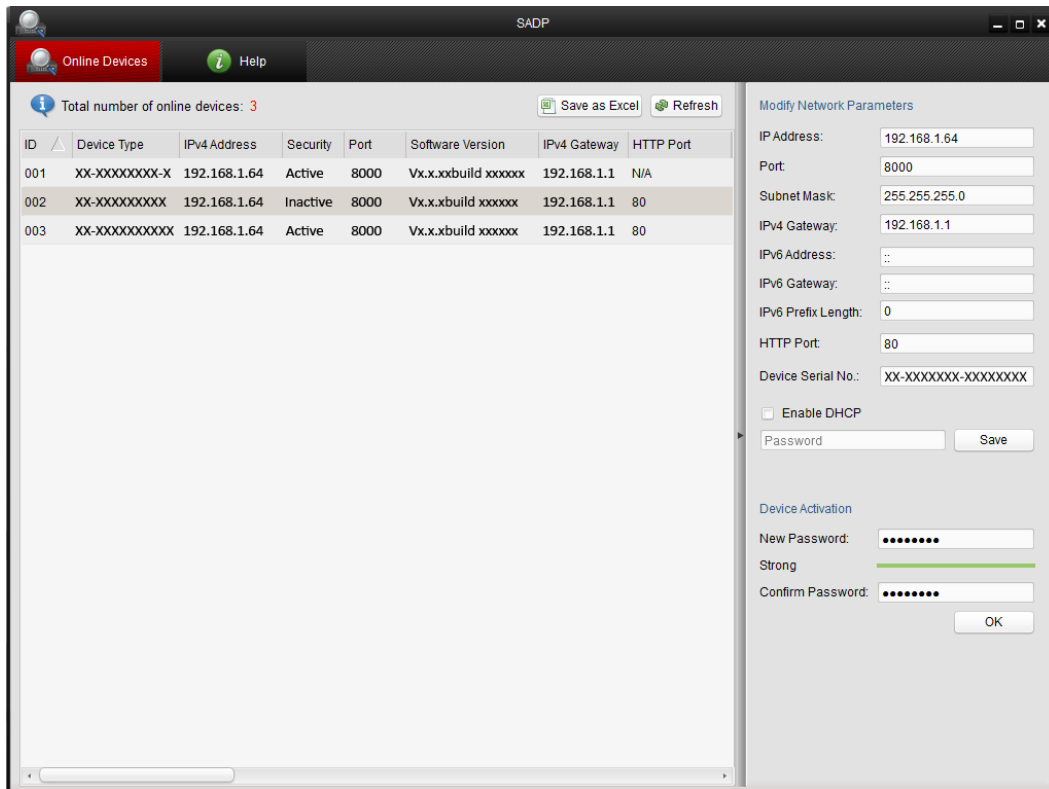 SADP
Online Devices
Help
Total number of online devices: 3
Save as Excel
Refresh
ID Device Type IPv4 Address Security Port Software Version IPv4 Gateway HTTP Port
001 XX-XXXXXXXX-X 192.168.1.64 Active 8000 Vx.x.xxbuild xxxxxx 192.168.1.1 N/A
002 XX-XXXXXXXXX 192.168.1.64 Inactive 8000 Vx.x.xbuild xxxxxx 192.168.1.1 80
003 XX-XXXXXXXXXX 192.168.1.64 Active 8000 Vx.x.xbuild xxxxxx 192.168.1.1 80
Modify Network Parameters
IP Address: 192.168.1.64
Port: 8000
Subnet Mask: 255.255.255.0
IPv4 Gateway: 192.168.1.1
IPv6 Address: ::
IPv6 Gateway: ::
IPv6 Prefix Length: 0
HTTP Port: 80
Device Serial No.: XX-XXXXXXX-XXXXXXXX
Enable DHCP
Password Save
Device Activation
New Password: ●●●●●●●●
Strong
Confirm Password: ●●●●●●●●
OK